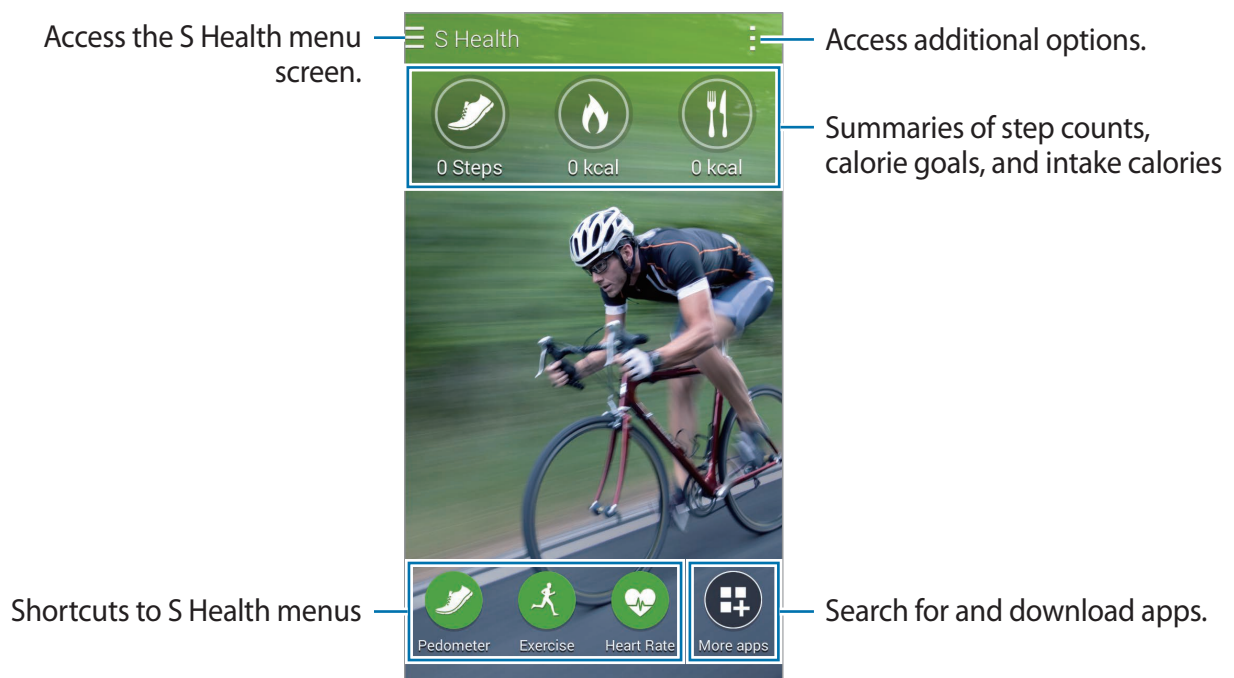 Access the S Health menu
screen.
S Health
Access additional options.
0 Steps
0 kcal
0 kcal
Summaries of step counts,
calorie goals, and intake calories
Shortcuts to S Health menus
Pedometer
Exercise
Heart Rate
More apps
Search for and download apps.